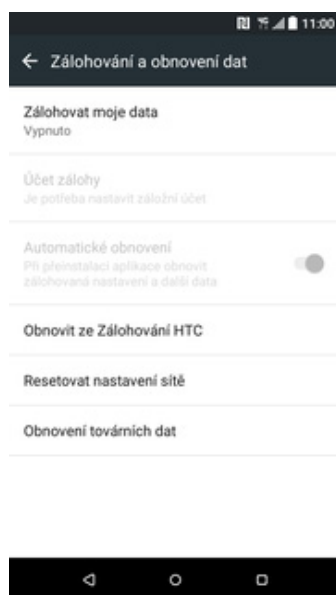 11:00
Zálohování a obnovení dat
Zálohovat moje data
Vypnuto
Účet zálohy
Je potřeba nastavit záložní účet
Automatické obnovení
Při přeinstalaci aplikace obnovit
zálohovaná nastavení a další data
Obnovit ze Zálohování HTC
Resetovat nastavení sítě
Obnovení továrních dat